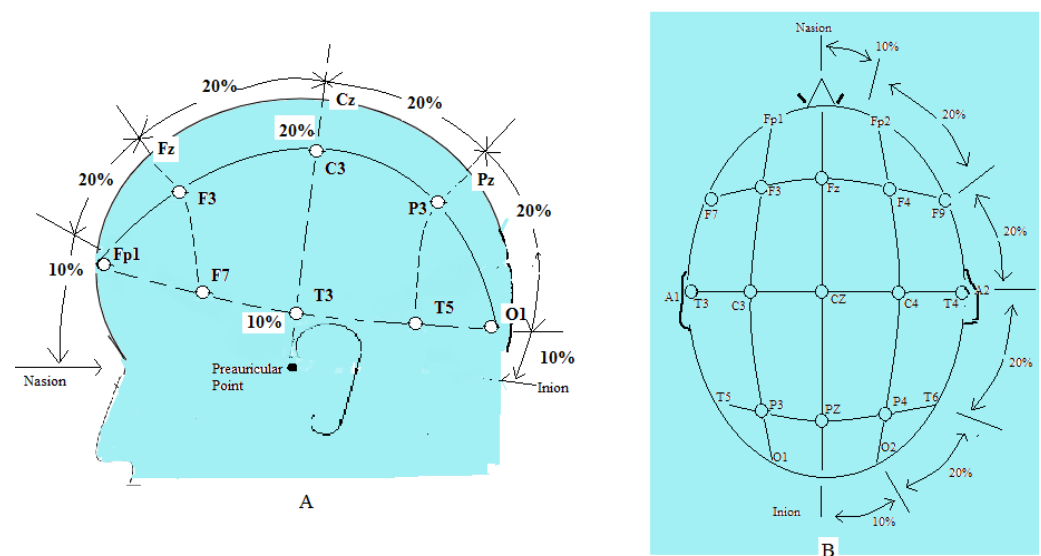 20%
Cz
20%
20%
Fz
C3
Pz
20%
F3
P3
20%
Fp1
10%
F7
T3
T5
O1
10%
10%
Preauricular
Point
Nasion
Inion
A
Nasion
10%
Fp1
Fp2
20%
F7
F3
Fz
F4
F9
20%
A1
T3
C3
CZ
C4
T4
A2
20%
T5
P3
PZ
P4
T6
O1
O2
20%
Inion
10%
B